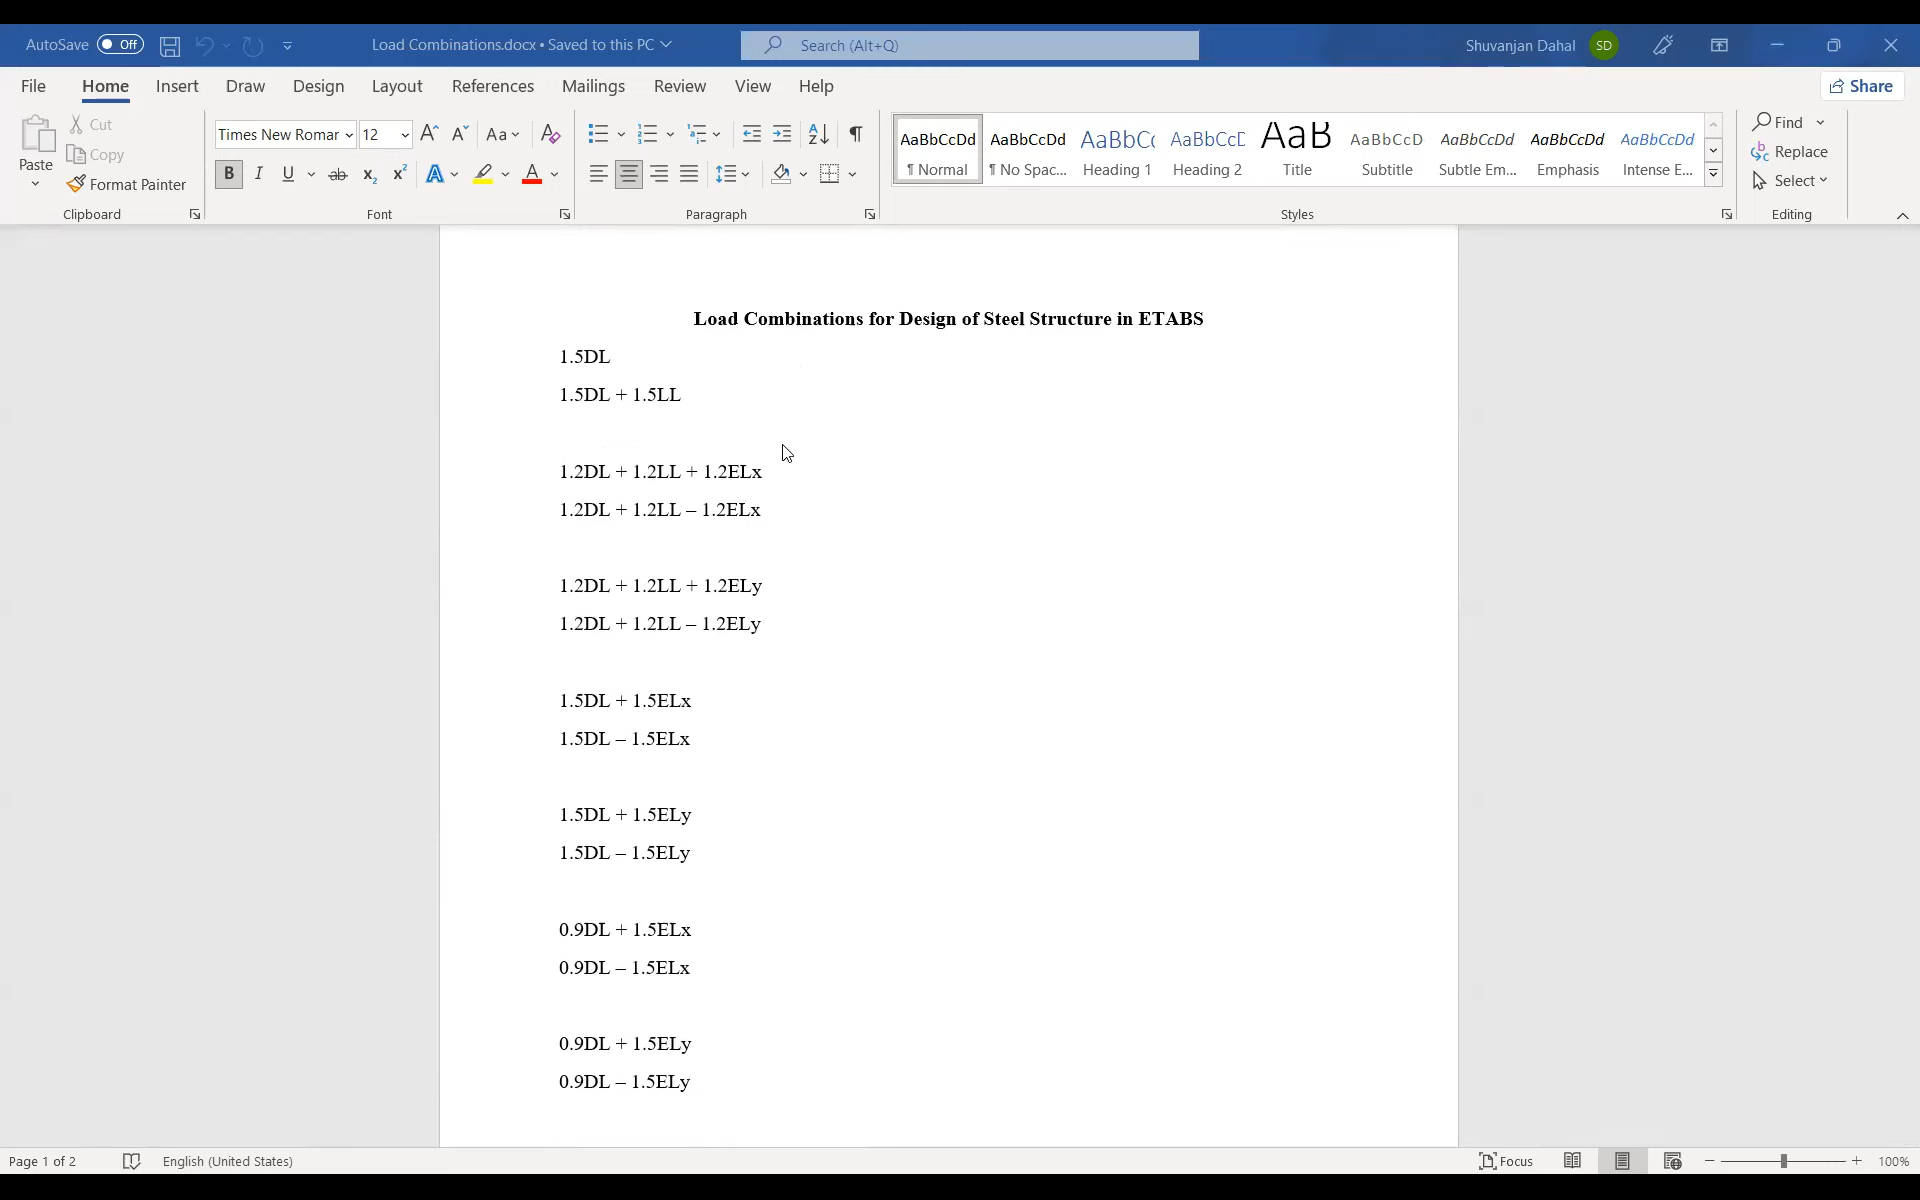 AutoSave Off Load Combinations.docx • Saved to this PC Search (Alt+Q) Shuvanjan Dahal SD
File Home Insert Draw Design Layout References Mailings Review View Help Share
Paste
Cut
Copy
Format Painter
Clipboard
Times New Roman 12 Aa
B I U ab x₂ x² A A
Font
Paragraph
AaBbCcDd AaBbCcDd AaBbC AaBbCcD AaB AaBbCcD AaBbCcDd AaBbCcDd AaBbCcDd
¶ Normal ¶ No Spac... Heading 1 Heading 2 Title Subtitle Subtle Em... Emphasis Intense E...
Styles
Find
Replace
Select
Editing
Load Combinations for Design of Steel Structure in ETABS
1.5DL
1.5DL + 1.5LL
1.2DL + 1.2LL + 1.2ELx
1.2DL + 1.2LL – 1.2ELx
1.2DL + 1.2LL + 1.2ELy
1.2DL + 1.2LL – 1.2ELy
1.5DL + 1.5ELx
1.5DL – 1.5ELx
1.5DL + 1.5ELy
1.5DL – 1.5ELy
0.9DL + 1.5ELx
0.9DL – 1.5ELx
0.9DL + 1.5ELy
0.9DL – 1.5ELy
Page 1 of 2 English (United States) Focus 100%